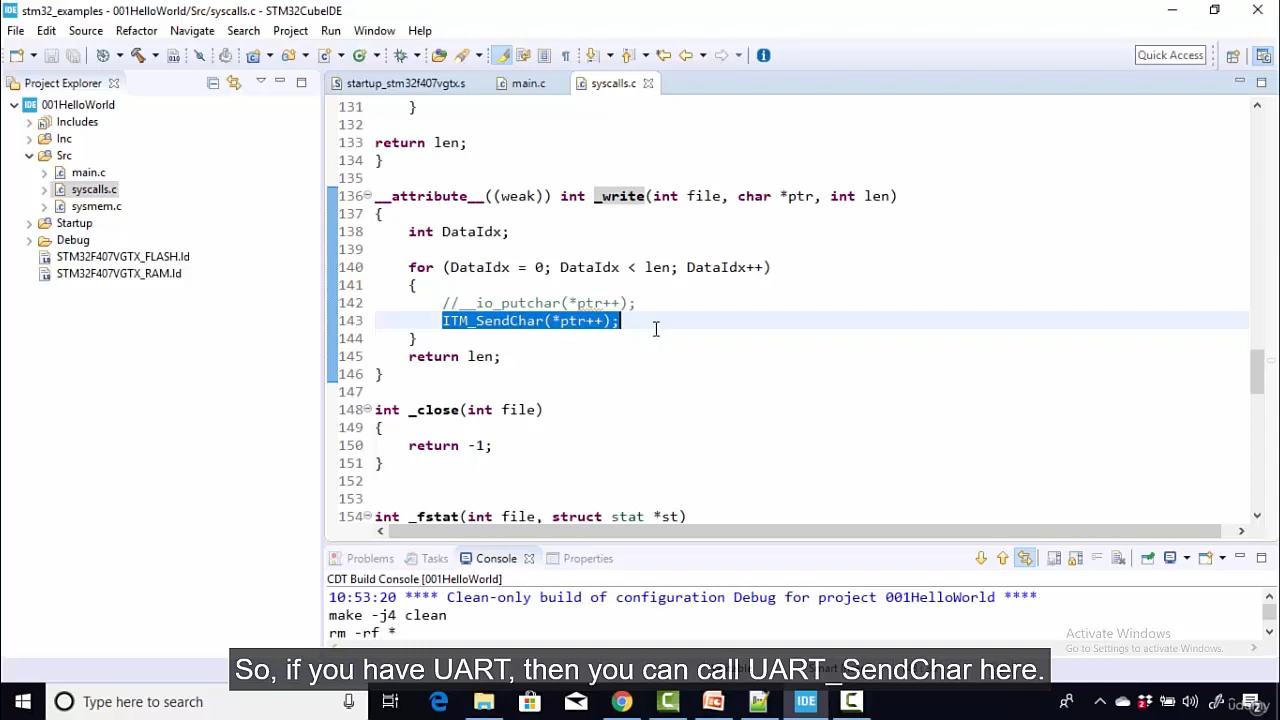 stm32_examples - 001HelloWorld/Src/syscalls.c - STM32CubeIDE
File Edit Source Refactor Navigate Search Project Run Window Help
Quick Access
Project Explorer
001HelloWorld
Includes
Inc
Src
main.c
syscalls.c
sysmem.c
Startup
Debug
STM32F407VGTX_FLASH.ld
STM32F407VGTX_RAM.ld
startup_stm32f407vgtx.s main.c syscalls.c
131 }
132
133 return len;
134 }
135
136 __attribute__((weak)) int _write(int file, char *ptr, int len)
137 {
138 int DataIdx;
139
140 for (DataIdx = 0; DataIdx < len; DataIdx++)
141 {
142 //__io_putchar(*ptr++);
143 ITM_SendChar(*ptr++);
144 }
145 return len;
146 }
147
148 int _close(int file)
149 {
150 return -1;
151 }
152
153
154 int _fstat(int file, struct stat *st)
Problems Tasks Console Properties
CDT Build Console [001HelloWorld]
10:53:20 **** Clean-only build of configuration Debug for project 001HelloWorld ****
make -j4 clean
rm -rf *
Activate Windows
Go to Settings to activate Windows.
So, if you have UART, then you can call UART_SendChar here.
Type here to search
IDE